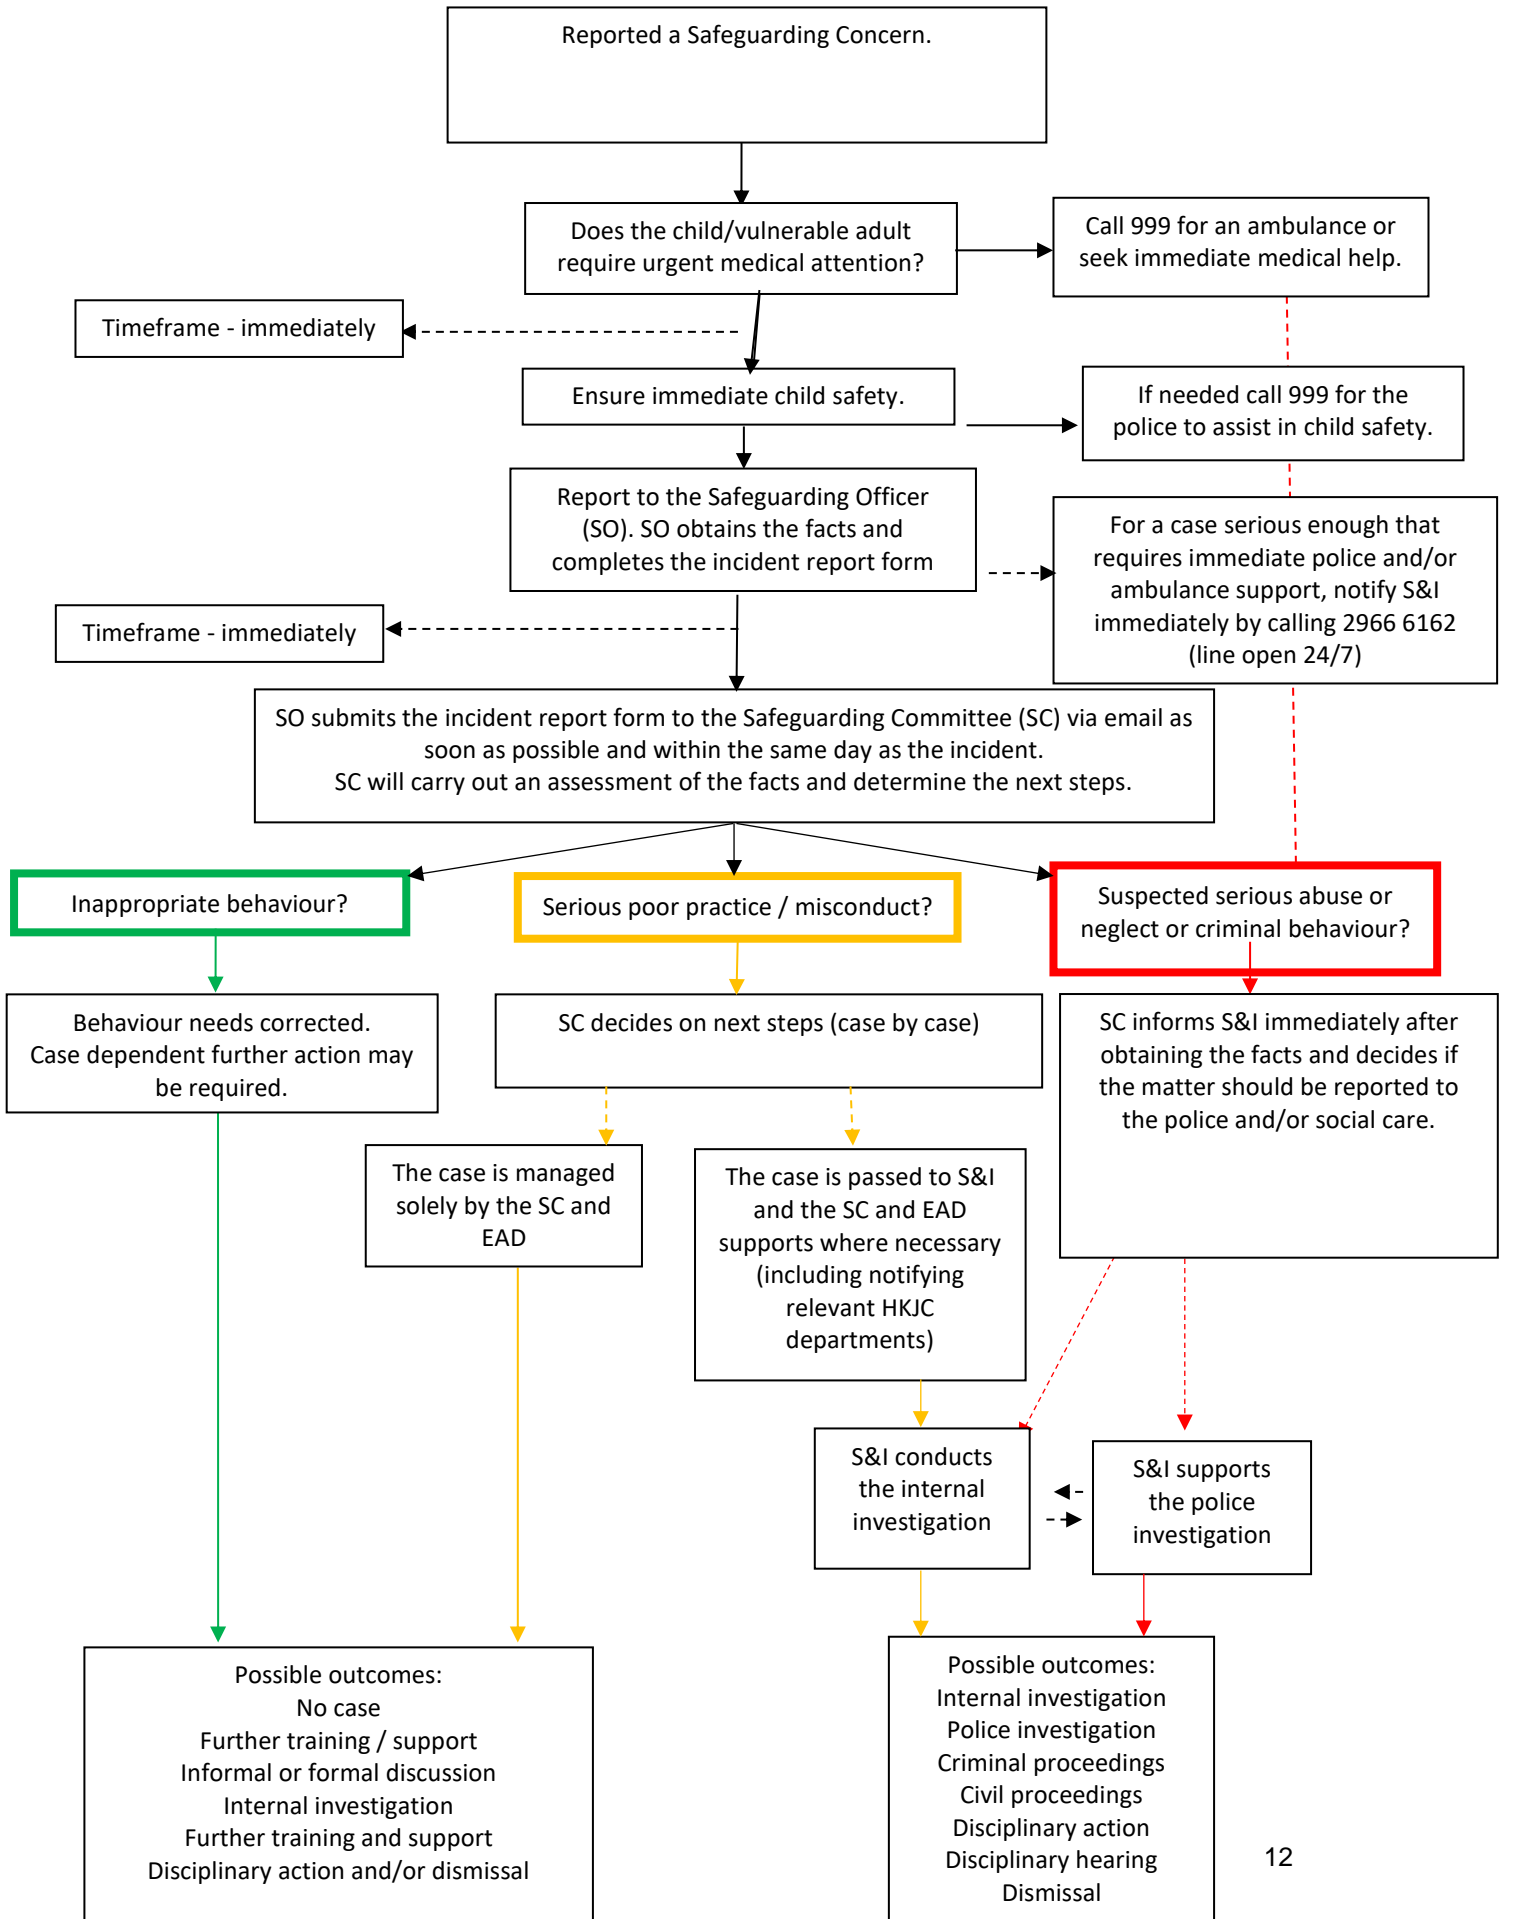 Reported a Safeguarding Concern.
Does the child/vulnerable adult
require urgent medical attention?
Call 999 for an ambulance or
seek immediate medical help.
Timeframe - immediately
Ensure immediate child safety.
If needed call 999 for the
police to assist in child safety.
Report to the Safeguarding Officer
(SO). SO obtains the facts and
completes the incident report form
For a case serious enough that
requires immediate police and/or
ambulance support, notify S&I
immediately by calling 2966 6162
(line open 24/7)
Timeframe - immediately
SO submits the incident report form to the Safeguarding Committee (SC) via email as
soon as possible and within the same day as the incident.
SC will carry out an assessment of the facts and determine the next steps.
Inappropriate behaviour?
Serious poor practice / misconduct?
Suspected serious abuse or
neglect or criminal behaviour?
Behaviour needs corrected.
Case dependent further action may
be required.
SC decides on next steps (case by case)
SC informs S&I immediately after
obtaining the facts and decides if
the matter should be reported to
the police and/or social care.
The case is managed
solely by the SC and
EAD
The case is passed to S&I
and the SC and EAD
supports where necessary
(including notifying
relevant HKJC
departments)
S&I conducts
the internal
investigation
S&I supports
the police
investigation
Possible outcomes:
No case
Further training / support
Informal or formal discussion
Internal investigation
Further training and support
Disciplinary action and/or dismissal
Possible outcomes:
Internal investigation
Police investigation
Criminal proceedings
Civil proceedings
Disciplinary action
Disciplinary hearing
Dismissal
12